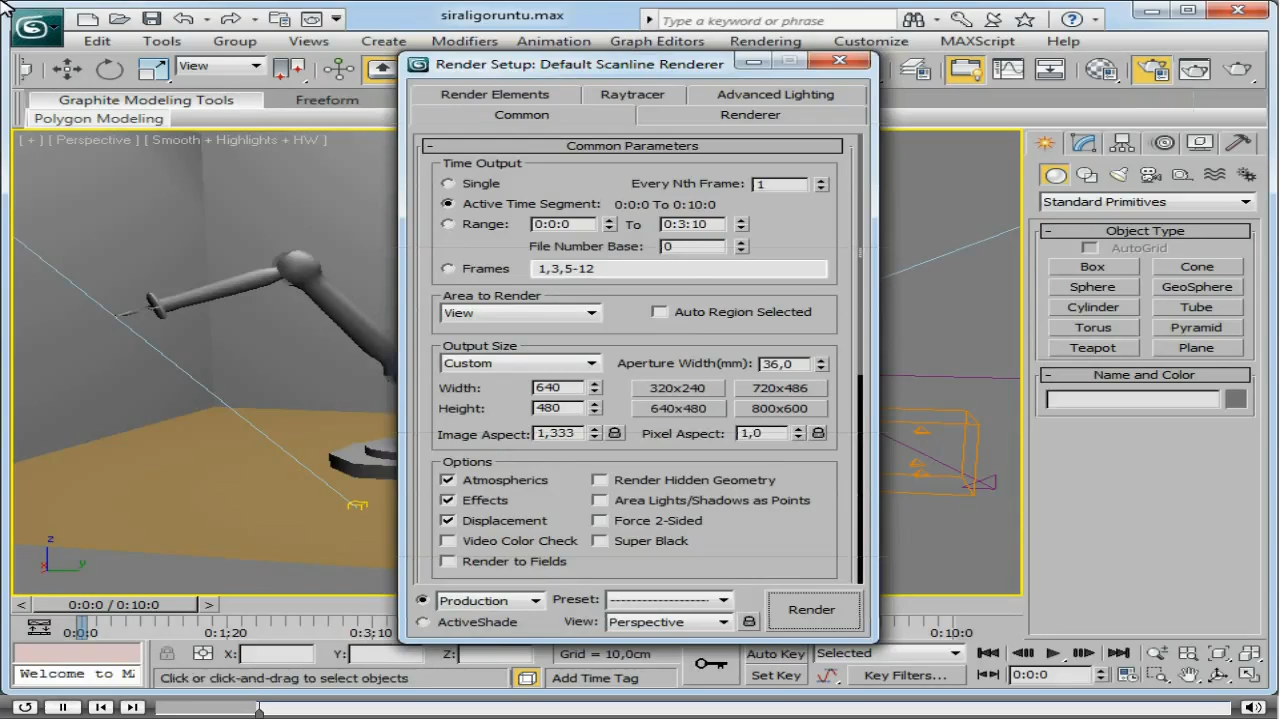 siraligoruntu.max
Type a keyword or phrase
Edit Tools Group Views Create Modifiers Animation Graph Editors Rendering Customize MAXScript Help
View
Graphite Modeling Tools Freeform
Polygon Modeling
[ + ] [ Perspective ] [ Smooth + Highlights + HW ]
Render Setup: Default Scanline Renderer
Render Elements Raytracer Advanced Lighting
Common Renderer
- Common Parameters
Time Output
Single Every Nth Frame: 1
Active Time Segment: 0:0:0 To 0:10:0
Range: 0:0:0 To 0:3:10
File Number Base: 0
Frames 1,3,5-12
Area to Render
View Auto Region Selected
Output Size
Custom Aperture Width(mm): 36,0
Width: 640 320x240 720x486
Height: 480 640x480 800x600
Image Aspect: 1,333 Pixel Aspect: 1,0
Options
Atmospherics Render Hidden Geometry
Effects Area Lights/Shadows as Points
Displacement Force 2-Sided
Video Color Check Super Black
Render to Fields
Production Preset: --------------------
ActiveShade View: Perspective
Render
Standard Primitives
- Object Type
AutoGrid
Box Cone
Sphere GeoSphere
Cylinder Tube
Torus Pyramid
Teapot Plane
- Name and Color
z
x y
< 0:0:0 / 0:10:0 >
0:0:0 0:1;20 0:3;10 0:10:0
X: Y: Z: Grid = 10,0cm Auto Key Selected
Welcome to Click or click-and-drag to select objects Add Time Tag Set Key Key Filters... 0:0:0